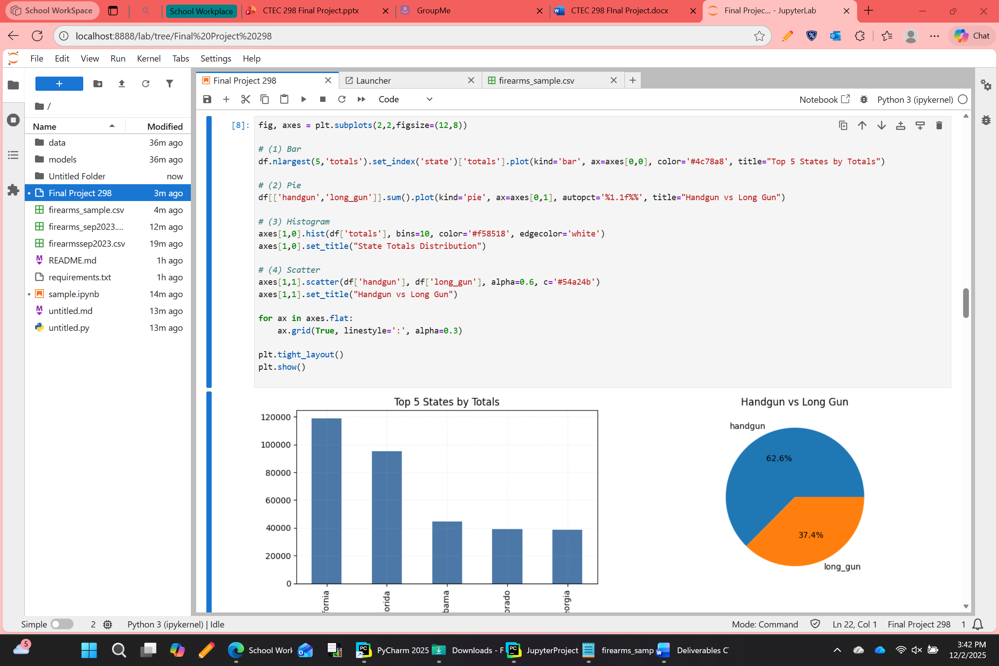 School WorkSpace
School Workplace
CTEC 298 Final Project.pptx
GroupMe
CTEC 298 FInal Project.docx
Final Projec... - JupyterLab
localhost:8888/lab/tree/Final%20Project%20298
Chat
File Edit View Run Kernel Tabs Settings Help
+
/
Name Modified
data 36m ago
models 36m ago
Untitled Folder now
Final Project 298 3m ago
firearms_sample.csv 4m ago
firearms_sep2023.... 12m ago
firearmssep2023.csv 19m ago
README.md 1h ago
requirements.txt 1h ago
sample.ipynb 14m ago
untitled.md 13m ago
untitled.py 13m ago
Final Project 298
Launcher
firearms_sample.csv
Code
Notebook
Python 3 (ipykernel)
[8]:
fig, axes = plt.subplots(2,2,figsize=(12,8))
# (1) Bar
df.nlargest(5,'totals').set_index('state')['totals'].plot(kind='bar', ax=axes[0,0], color='#4c78a8', title="Top 5 States by Totals")
# (2) Pie
df[['handgun','long_gun']].sum().plot(kind='pie', ax=axes[0,1], autopct='%1.1f%%', title="Handgun vs Long Gun")
# (3) Histogram
axes[1,0].hist(df['totals'], bins=10, color='#f58518', edgecolor='white')
axes[1,0].set_title("State Totals Distribution")
# (4) Scatter
axes[1,1].scatter(df['handgun'], df['long_gun'], alpha=0.6, c='#54a24b')
axes[1,1].set_title("Handgun vs Long Gun")
for ax in axes.flat:
    ax.grid(True, linestyle=':', alpha=0.3)
plt.tight_layout()
plt.show()
Top 5 States by Totals
120000
100000
80000
60000
40000
20000
0
fornia
orida
bama
orado
eorgia
Handgun vs Long Gun
handgun
62.6%
37.4%
long_gun
Simple
2
Python 3 (ipykernel) | Idle
Mode: Command
Ln 22, Col 1
Final Project 298
1
5
School Work
PyCharm 2025
Downloads - F
JupyterProject
firearms_samp
Deliverables C
3:42 PM
12/2/2025